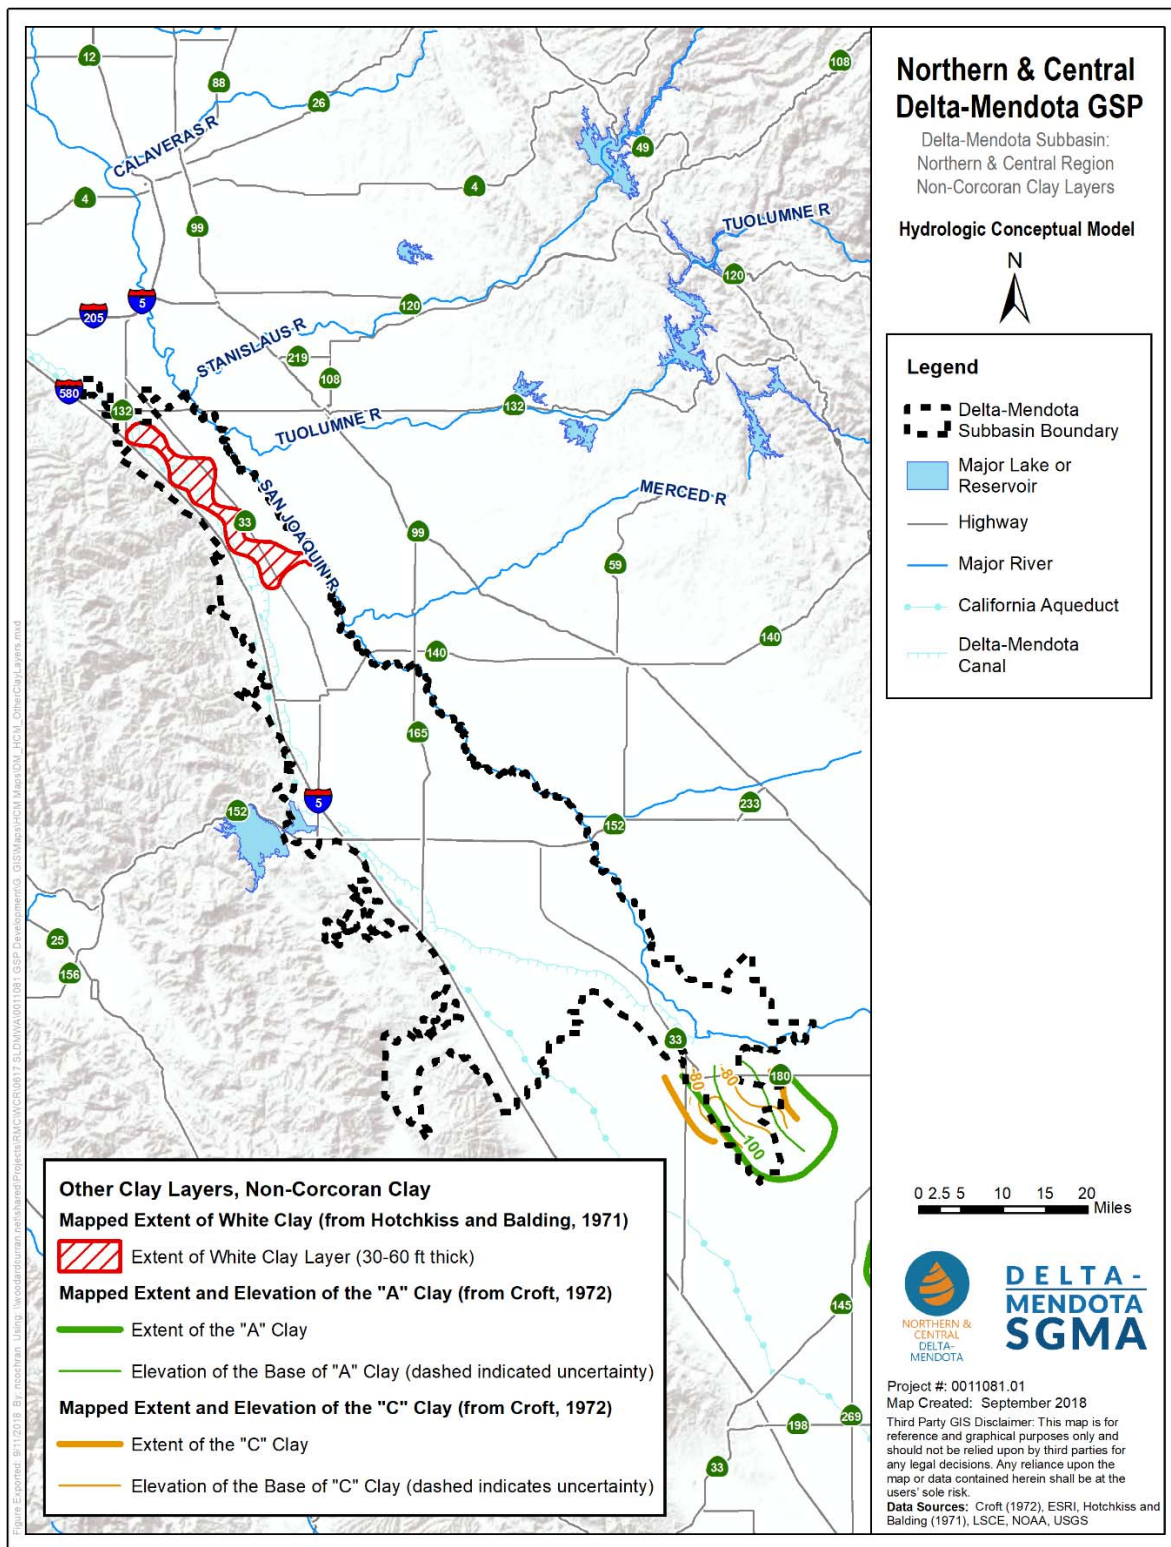 Northern & Central
Delta-Mendota GSP
Delta-Mendota Subbasin:
Northern & Central Region
Non-Corcoran Clay Layers
Hydrologic Conceptual Model
N
Legend
Delta-Mendota
Subbasin Boundary
Major Lake or
Reservoir
Highway
Major River
California Aqueduct
Delta-Mendota
Canal
12
88
26
108
CALAVERAS R
49
4
4
99
TUOLUMNE R
120
5
205
120
STANISLAUS R
219
108
580
132
132
TUOLUMNE R
SAN JOAQUIN R
MERCED R
33
99
59
140
140
165
5
152
233
152
25
156
33
180
-80
-80
100
145
198
269
33
Other Clay Layers, Non-Corcoran Clay
Mapped Extent of White Clay (from Hotchkiss and Balding, 1971)
Extent of White Clay Layer (30-60 ft thick)
Mapped Extent and Elevation of the "A" Clay (from Croft, 1972)
Extent of the "A" Clay
Elevation of the Base of "A" Clay (dashed indicated uncertainty)
Mapped Extent and Elevation of the "C" Clay (from Croft, 1972)
Extent of the "C" Clay
Elevation of the Base of "C" Clay (dashed indicates uncertainty)
0 2.5 5 10 15 20
Miles
NORTHERN &
CENTRAL
DELTA-
MENDOTA
DELTA-
MENDOTA
SGMA
Project #: 0011081.01
Map Created: September 2018
Third Party GIS Disclaimer: This map is for
reference and graphical purposes only and
should not be relied upon by third parties for
any legal decisions. Any reliance upon the
map or data contained herein shall be at the
users' sole risk.
Data Sources: Croft (1972), ESRI, Hotchkiss and
Balding (1971), LSCE, NOAA, USGS